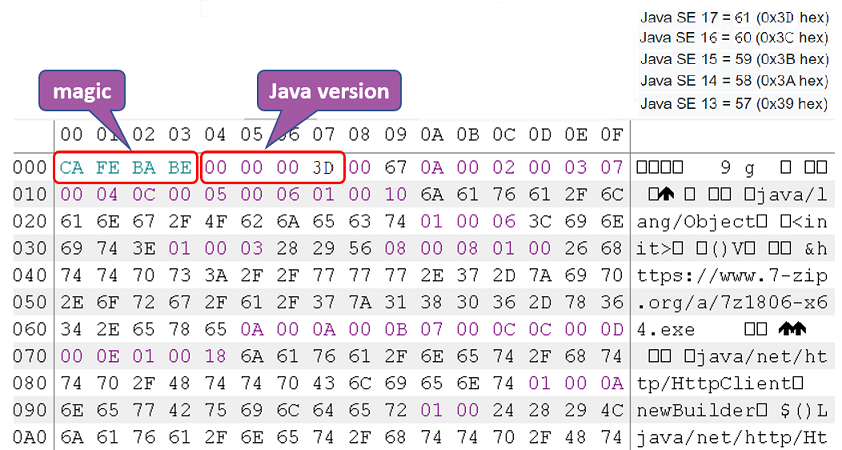 Java SE 17 = 61 (0x3D hex)
Java SE 16 = 60 (0x3C hex)
Java SE 15 = 59 (0x3B hex)
Java SE 14 = 58 (0x3A hex)
Java SE 13 = 57 (0x39 hex)
magic
Java version
00 01 02 03 04 05 06 07 08 09 0A 0B 0C 0D 0E 0F
000 CA FE BA BE 00 00 00 3D 00 67 0A 00 02 00 03 07 □□□□ 9 g □ □□
010 00 04 0C 00 05 00 06 01 00 10 6A 61 76 61 2F 6C □↑ □ □□ □java/l
020 61 6E 67 2F 4F 62 6A 65 63 74 01 00 06 3C 69 6E ang/Object□ □<in
030 69 74 3E 01 00 03 28 29 56 08 00 08 01 00 26 68 it>□ □()V□ □□ &h
040 74 74 70 73 3A 2F 2F 77 77 77 2E 37 2D 7A 69 70 ttps://www.7-zip
050 2E 6F 72 67 2F 61 2F 37 7A 31 38 30 36 2D 78 36 .org/a/7z1806-x6
060 34 2E 65 78 65 0A 00 0A 00 0B 07 00 0C 0C 00 0D 4.exe □□ ↑↑
070 00 0E 01 00 18 6A 61 76 61 2F 6E 65 74 2F 68 74 □□ □java/net/ht
080 74 70 2F 48 74 74 70 43 6C 69 65 6E 74 01 00 0A tp/HttpClient□
090 6E 65 77 42 75 69 6C 64 65 72 01 00 24 28 29 4C newBuilder□ $()L
0A0 6A 61 76 61 2F 6E 65 74 2F 68 74 74 70 2F 48 74 java/net/http/Ht